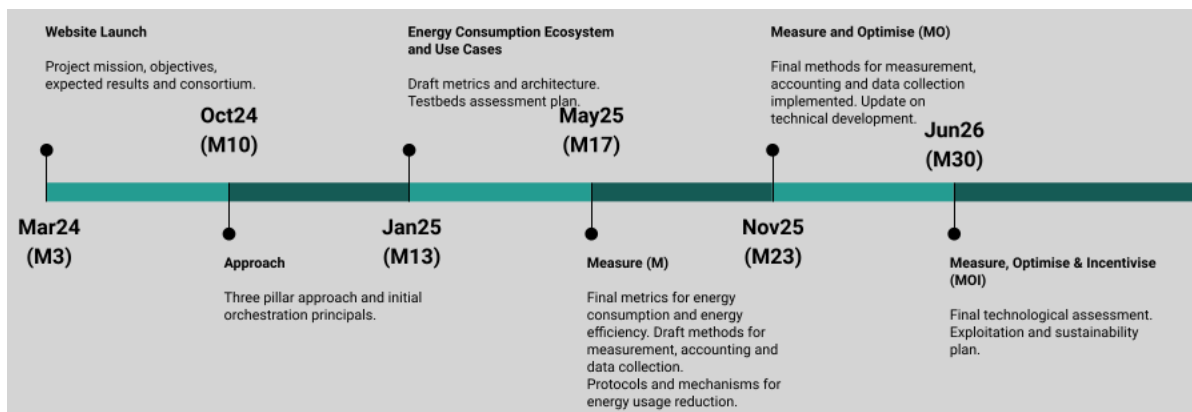 Website Launch
Project mission, objectives,
expected results and consortium.
Mar24
(M3)
Oct24
(M10)
Approach
Three pillar approach and initial
orchestration principals.
Energy Consumption Ecosystem
and Use Cases
Draft metrics and architecture.
Testbeds assessment plan.
Jan25
(M13)
May25
(M17)
Measure (M)
Final metrics for energy
consumption and energy
efficiency. Draft methods for
measurement, accounting and
data collection.
Protocols and mechanisms for
energy usage reduction.
Measure and Optimise (MO)
Final methods for measurement,
accounting and data collection
implemented. Update on
technical development.
Nov25
(M23)
Jun26
(M30)
Measure, Optimise & Incentivise
(MOI)
Final technological assessment.
Exploitation and sustainability
plan.